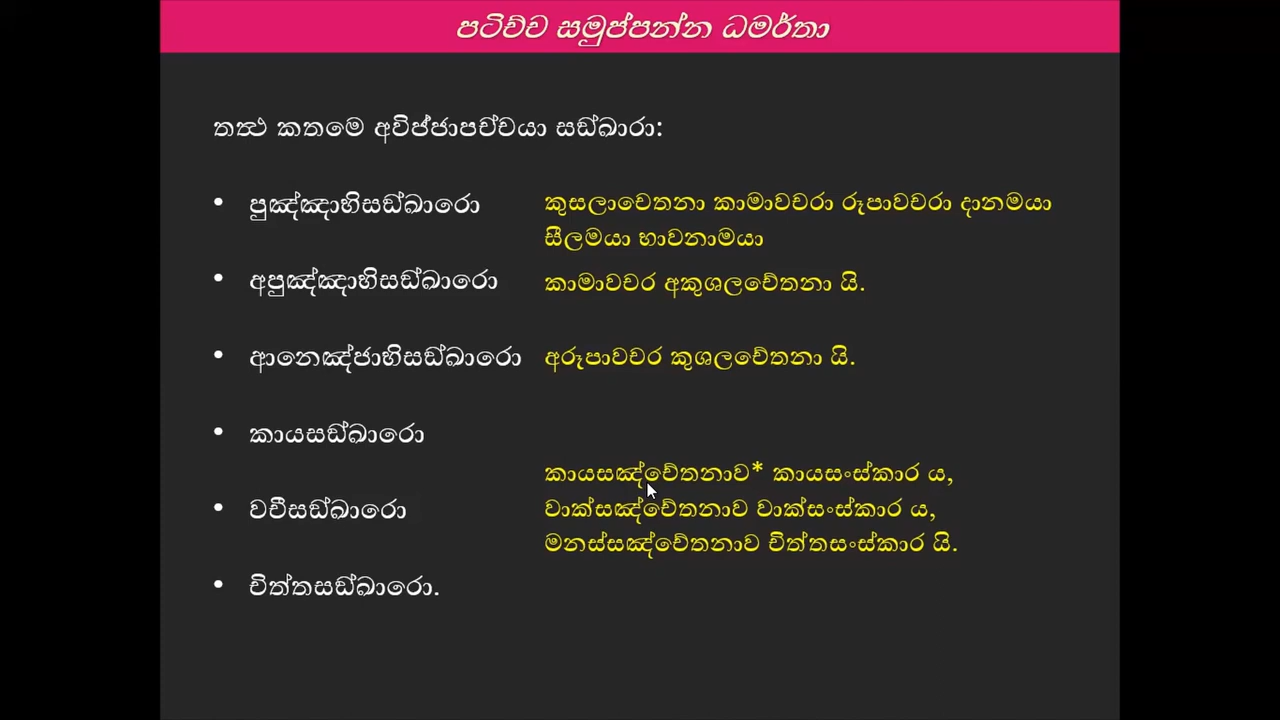 පටිච්ච සමුප්පන්න ධර්මතා
තත්‍ථ කතමෙ අවිජ්ජාපච්චයා සඞ්ඛාරා:
• පුඤ්ඤාභිසඞ්ඛාරො
කුසලාචෙතනා කාමාවචරා රූපාවචරා දානමයා
සීලමයා භාවනාමයා
• අපුඤ්ඤාභිසඞ්ඛාරො
කාමාවචර අකුශලචේතනා යි.
• ආනෙඤ්ජාභිසඞ්ඛාරො
අරූපාවචර කුශලචේතනා යි.
• කායසඞ්ඛාරො
• වචීසඞ්ඛාරො
• චිත්තසඞ්ඛාරො.
කායසඤ්චේතනාව* කායසංස්කාර ය,
වාක්සඤ්චේතනාව වාක්සංස්කාර ය,
මනස්සඤ්චේතනාව චිත්තසංස්කාර යි.